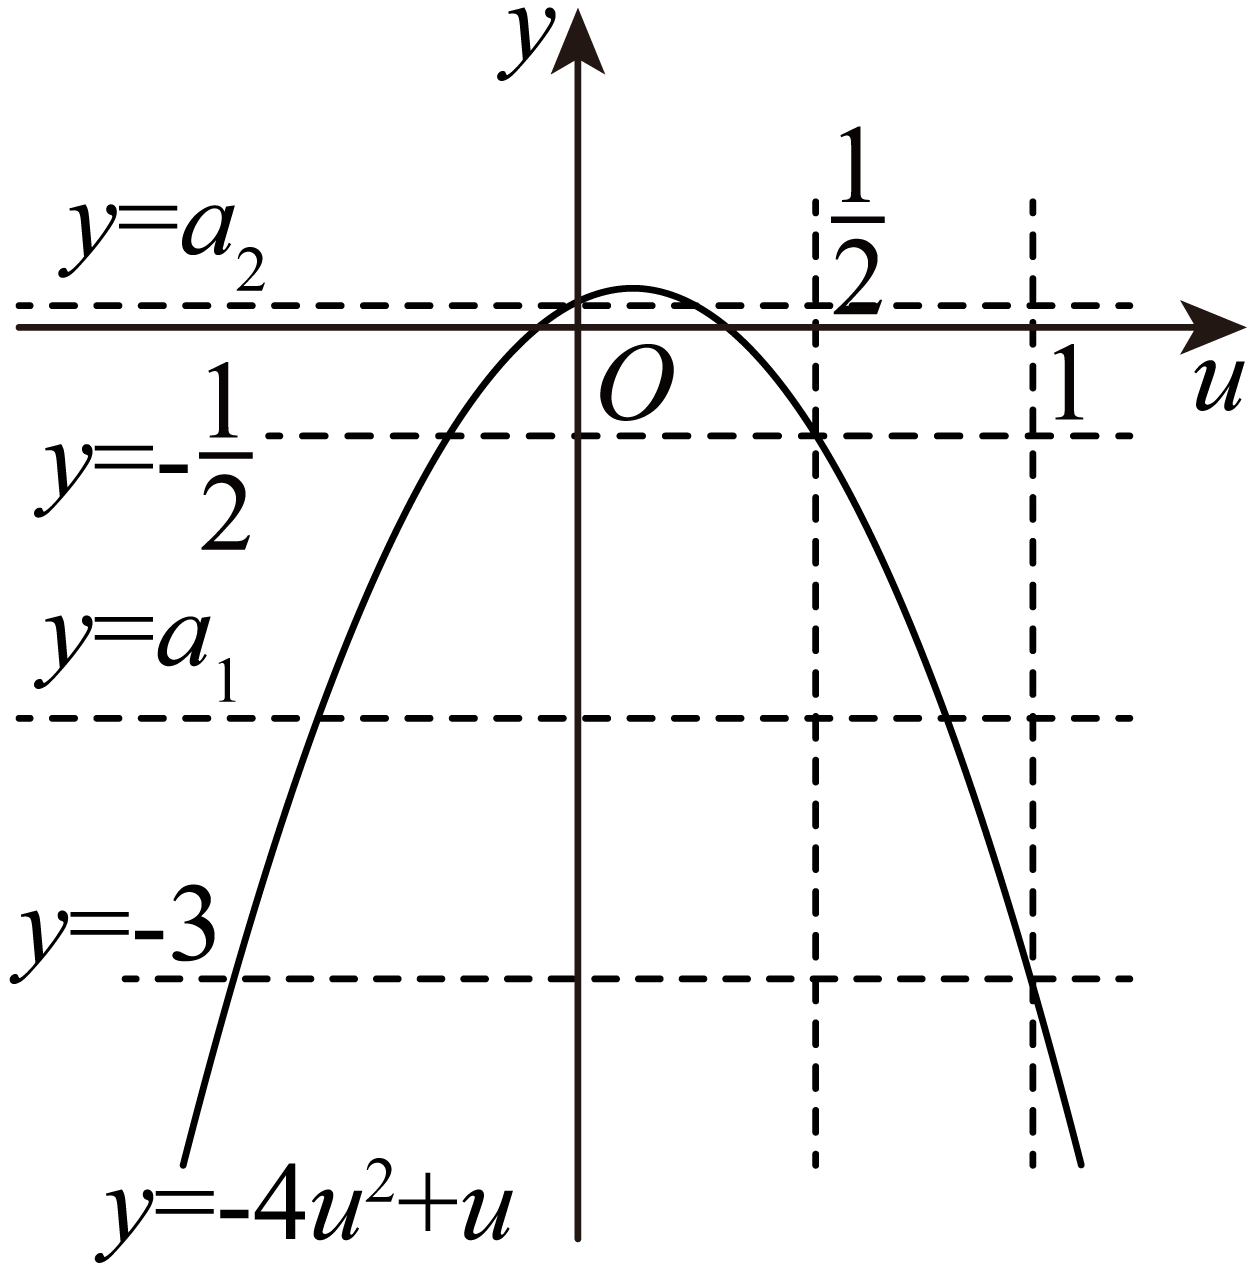 y
1/2
y=a₂
O
1
u
y=-1/2
y=a₁
y=-3
y=-4u²+u